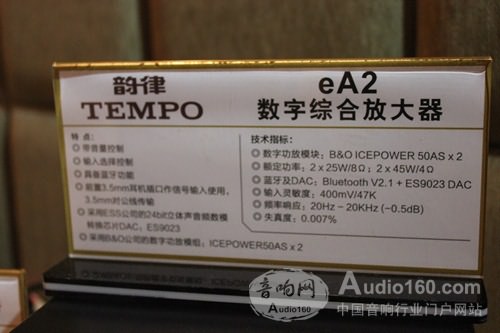 韵律
TEMPO
eA2
数字综合放大器
特点：
◎ 带音量控制
◎ 输入选择控制
◎ 具备蓝牙功能
◎ 前置3.5mm耳机插口作信号输入使用，
3.5mm对公线传输
◎ 采用ESS公司的24bit立体声音频数模
转换芯片DAC；ES9023
◎ 采用B&O公司的数字功放模组：ICEPOWER50AS x 2
技术指标：
◎ 数字功放模块：B&O ICEPOWER 50AS x 2
◎ 额定功率：2 x 25W/8Ω；2 x 45W/4Ω
◎ 蓝牙及DAC：Bluetooth V2.1 + ES9023 DAC
◎ 输入灵敏度：400mV/47K
◎ 频率响应：20Hz – 20KHz (–0.5dB)
◎ 失真度：0.007%
音响网
Audio160.com
Audio160.com
中国音响行业门户网站